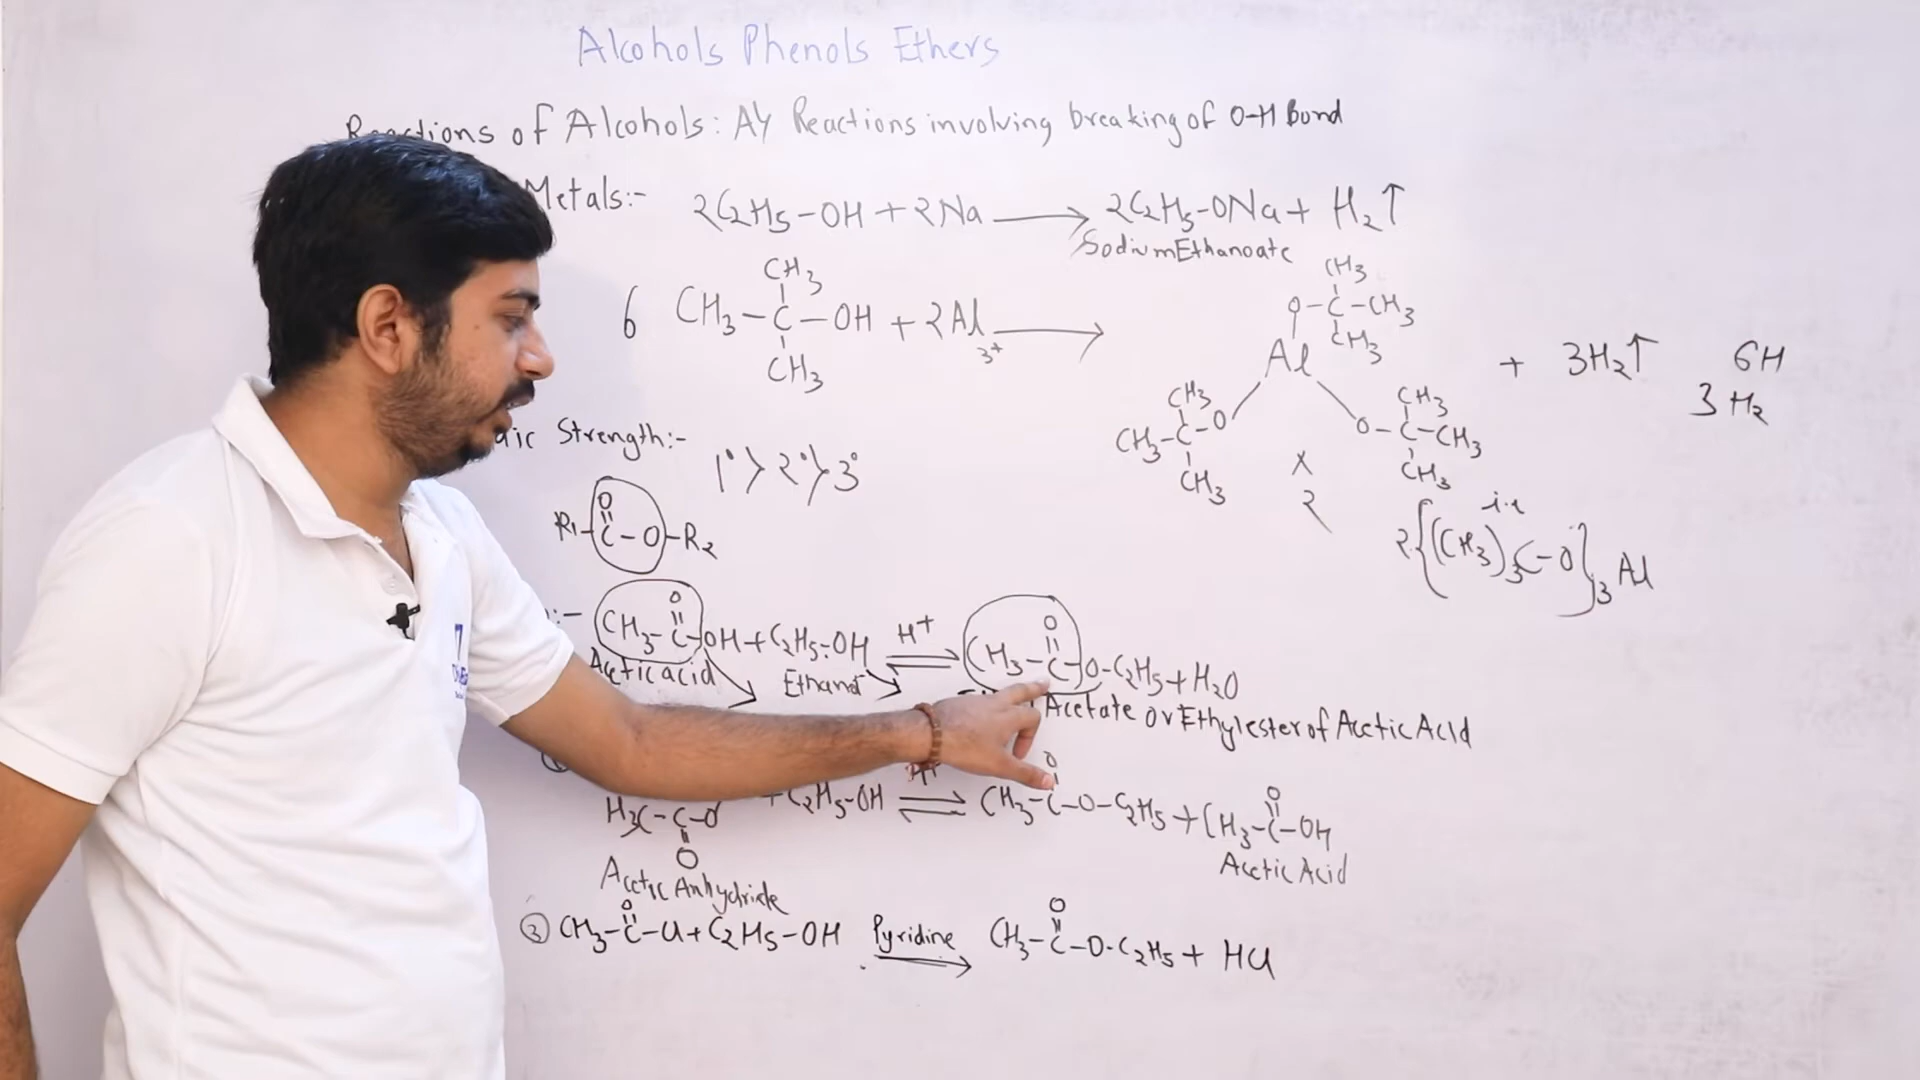 Alcohols Phenols Ethers
Reactions of Alcohols: A) Reactions involving breaking of O-H Bond
Metals:- 2C2H5-OH + 2Na ⟶ 2C2H5-ONa + H2↑
Sodium Ethanoate
CH3
6 CH3-C-OH + 2Al ⟶
3+
CH3
CH3
O-C-CH3
CH3
Al + 3H2↑ 6H
3H2
CH3
CH3-C-O
CH3
CH3
O-C-CH3
CH3
x
2
i.e
2{(CH3)3C-O}3Al
Strength:- 1°>2°>3°
O
R1-C-O-R2
:- O
CH3-C-OH + C2H5-OH H+ ⇌ O
CH3-C-O-C2H5 + H2O
Acetic acid Ethanol Acetate or Ethylester of Acetic Acid
H3C-C-O
O
+ C2H5-OH H+ ⇌ O
CH3-C-O-C2H5 + O
CH3-C-OH
Acetic Anhydride Acetic Acid
③ O
CH3-C-Cl + C2H5-OH Pyridine ⟶ O
CH3-C-O-C2H5 + HCl